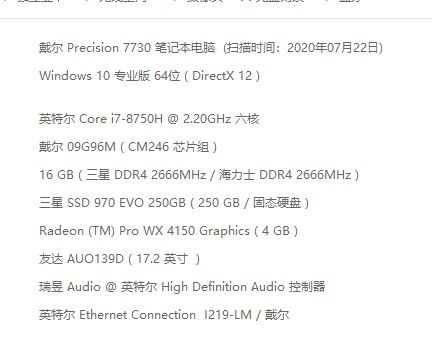 戴尔 Precision 7730 笔记本电脑 (扫描时间：2020年07月22日)
Windows 10 专业版 64位 ( DirectX 12 )
英特尔 Core i7-8750H @ 2.20GHz 六核
戴尔 09G96M ( CM246 芯片组 )
16 GB ( 三星 DDR4 2666MHz / 海力士 DDR4 2666MHz )
三星 SSD 970 EVO 250GB ( 250 GB / 固态硬盘 )
Radeon (TM) Pro WX 4150 Graphics ( 4 GB )
友达 AUO139D ( 17.2 英寸 )
瑞昱 Audio @ 英特尔 High Definition Audio 控制器
英特尔 Ethernet Connection I219-LM / 戴尔